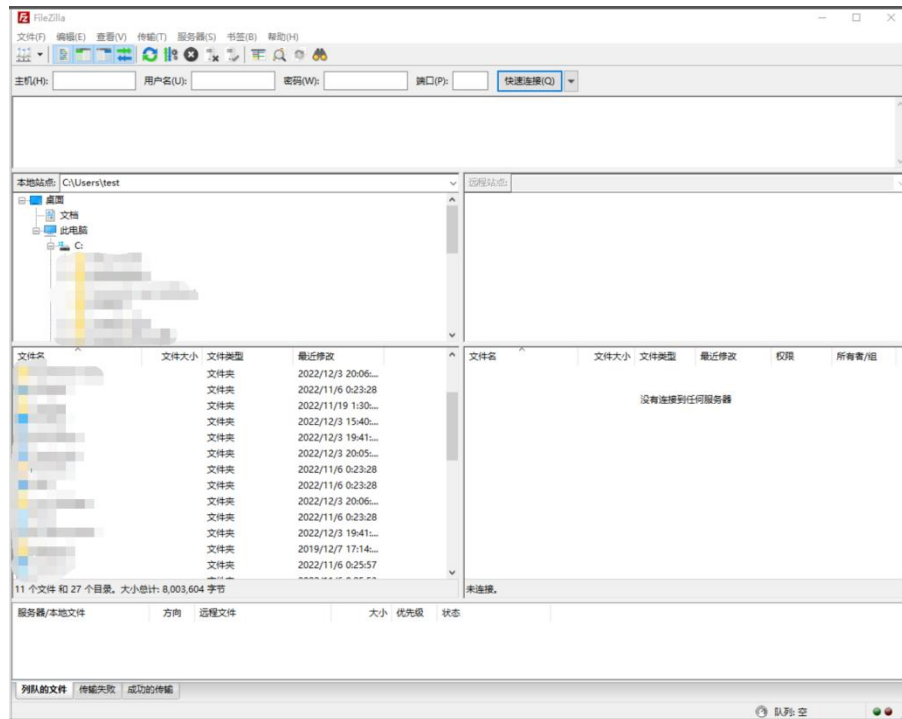 FileZilla
文件(F) 编辑(E) 查看(V) 传输(T) 服务器(S) 书签(B) 帮助(H)
主机(H): 用户名(U): 密码(W): 端口(P): 快速连接(Q)
本地站点: C:\Users\test 远程站点:
桌面
文档
此电脑
C:
文件名 文件大小 文件类型 最近修改 文件名 文件大小 文件类型 最近修改 权限 所有者/组
文件夹 2022/12/3 20:06:...
文件夹 2022/11/6 0:23:28
没有连接到任何服务器
文件夹 2022/11/19 1:30:...
文件夹 2022/12/3 15:40:...
文件夹 2022/12/3 19:41:...
文件夹 2022/12/3 20:05:...
文件夹 2022/11/6 0:23:28
文件夹 2022/11/6 0:23:28
文件夹 2022/12/3 20:06:...
文件夹 2022/11/6 0:23:28
文件夹 2022/12/3 19:41:...
文件夹 2019/12/7 17:14:...
文件夹 2022/11/6 0:25:57
11 个文件 和 27 个目录。大小总计: 8,003,604 字节 未连接。
服务器/本地文件 方向 远程文件 大小 优先级 状态
列队的文件 传输失败 成功的传输
队列: 空